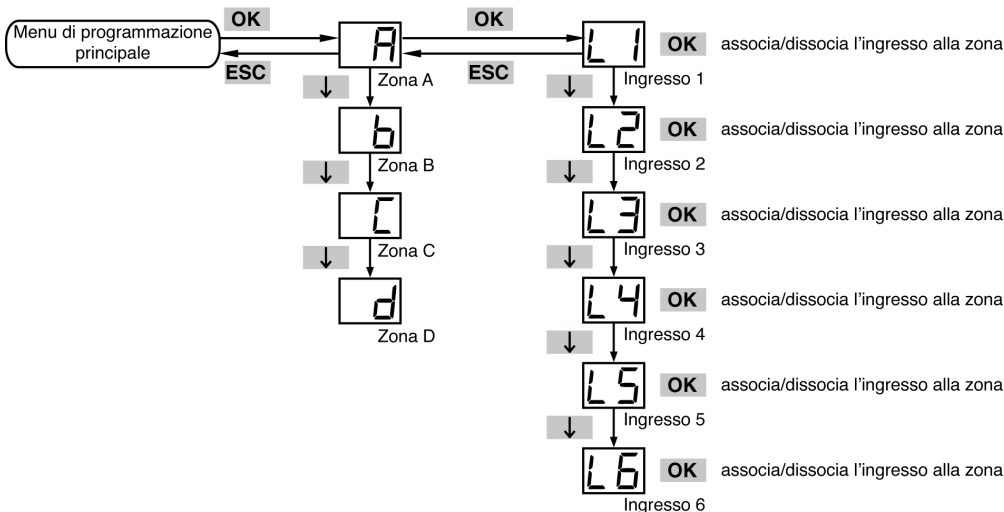 Menu di programmazione
principale
OK
ESC
A
Zona A
↓
b
Zona B
↓
C
Zona C
↓
d
Zona D
OK
ESC
L1
OK associa/dissocia l'ingresso alla zona
Ingresso 1
↓
L2
OK associa/dissocia l'ingresso alla zona
Ingresso 2
↓
L3
OK associa/dissocia l'ingresso alla zona
Ingresso 3
↓
L4
OK associa/dissocia l'ingresso alla zona
Ingresso 4
↓
L5
OK associa/dissocia l'ingresso alla zona
Ingresso 5
↓
L6
OK associa/dissocia l'ingresso alla zona
Ingresso 6